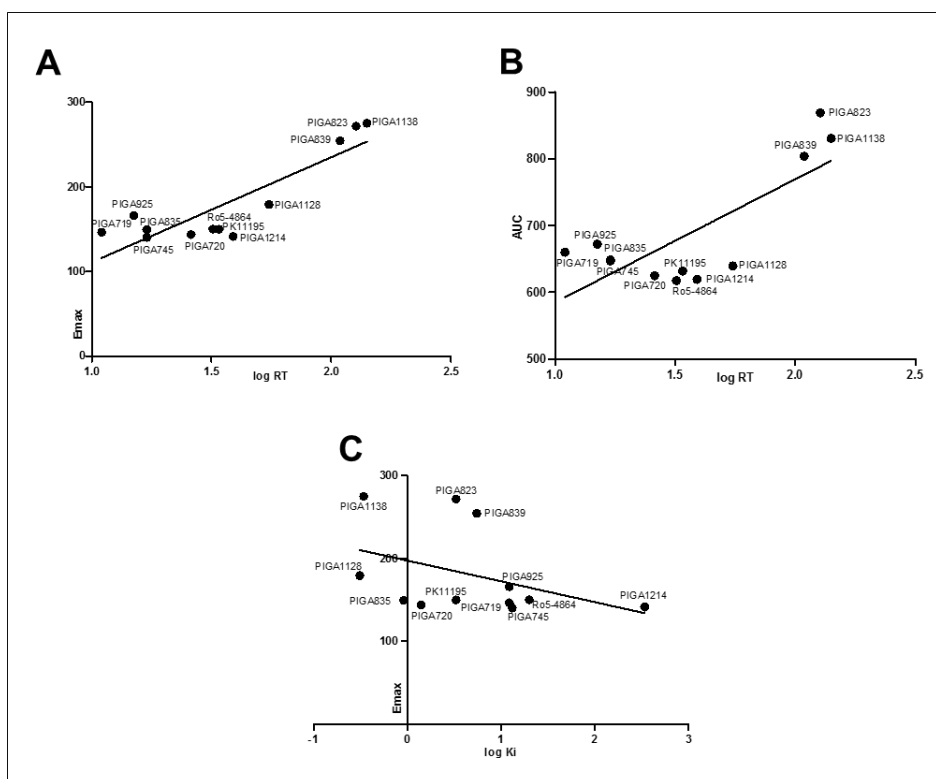 A
300
PIGA823
PIGA1138
PIGA839
200
PIGA925
PIGA1128
PIGA719
PIGA835
Ro5-4864
PK11195
PIGA745
PIGA720
PIGA1214
100
Emax
0
1.0
1.5
2.0
2.5
log RT
B
900
PIGA823
PIGA1138
PIGA839
800
AUC
700
PIGA925
PIGA835
PIGA719
PIGA745
PK11195
PIGA1128
PIGA720
PIGA1214
Ro5-4864
600
500
1.0
1.5
2.0
2.5
log RT
C
300
PIGA823
PIGA1138
PIGA839
200
PIGA1128
PIGA925
PK11195
PIGA1214
PIGA835
PIGA719
Ro5-4864
PIGA720
PIGA745
100
Emax
-1
0
1
2
3
log Ki